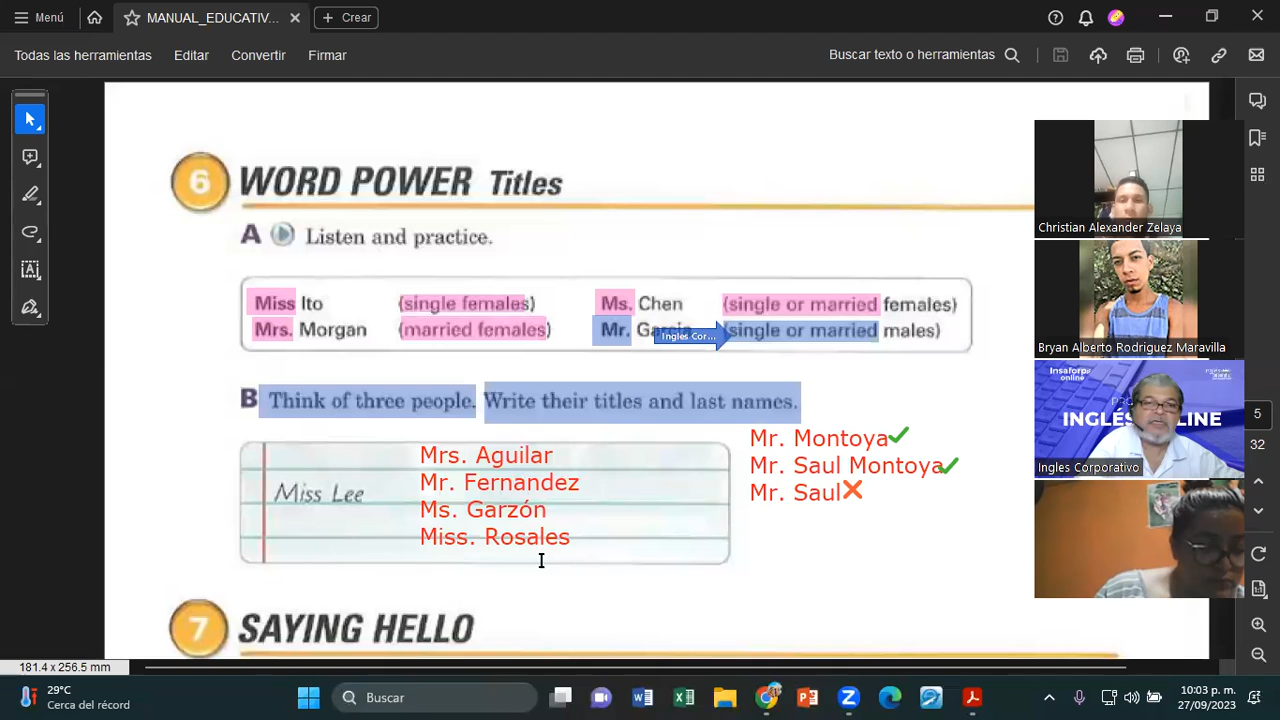 Menú
MANUAL_EDUCATIV...
Crear
Todas las herramientas
Editar
Convertir
Firmar
Buscar texto o herramientas
6 WORD POWER Titles
A Listen and practice.
Miss Ito (single females) Ms. Chen (single or married females)
Mrs. Morgan (married females) Mr. Garcia (single or married males)
Ingles Cor...
B Think of three people. Write their titles and last names.
Miss Lee
Mrs. Aguilar
Mr. Fernandez
Ms. Garzón
Miss. Rosales
Mr. Montoya
Mr. Saul Montoya
Mr. Saul
7 SAYING HELLO
Christian Alexander Zelaya
Bryan Alberto Rodriguez Maravilla
Insaforp
online
INGLÉS ONLINE
Ingles Corporativo
5
32
181.4 x 256.5 mm
29°C
Cerca del récord
Buscar
10:03 p. m.
27/09/2023